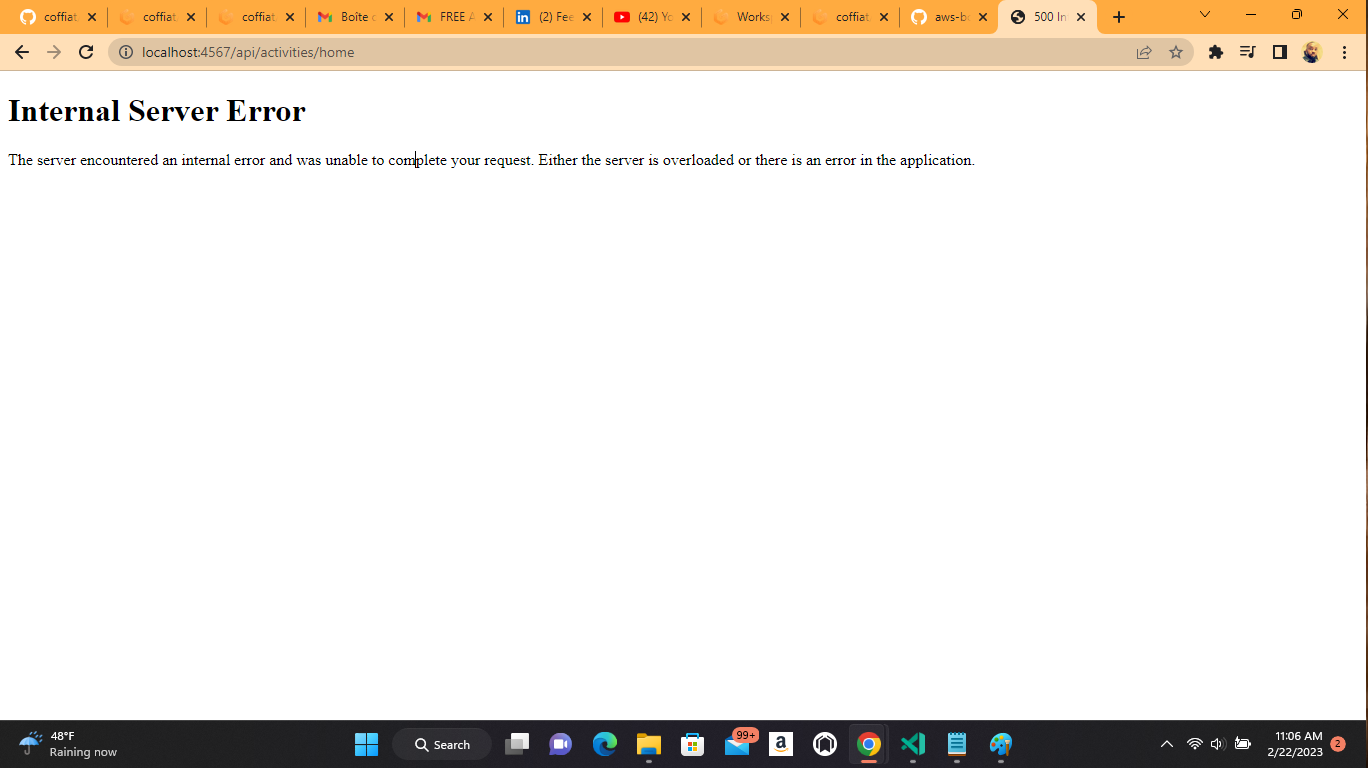 coffiat
coffiat
coffiat
Boîte
FREE
(2) Fee
(42) Yo
Works
coffiat
aws-b
500 In
localhost:4567/api/activities/home
Internal Server Error
The server encountered an internal error and was unable to complete your request. Either the server is overloaded or there is an error in the application.
48°F
Raining now
Search
99+
11:06 AM
2/22/2023
2